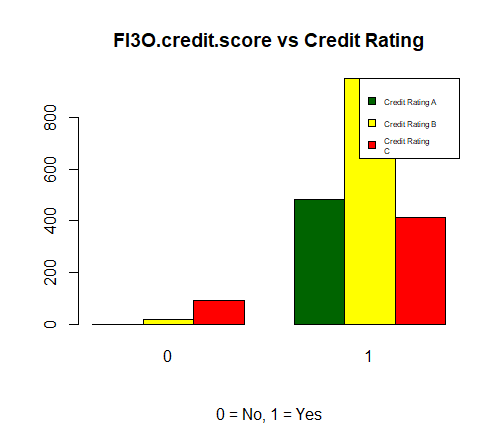 FI3O.credit.score vs Credit Rating
800
600
400
200
0
Credit Rating A
Credit Rating B
Credit Rating
C
0 1
0 = No, 1 = Yes